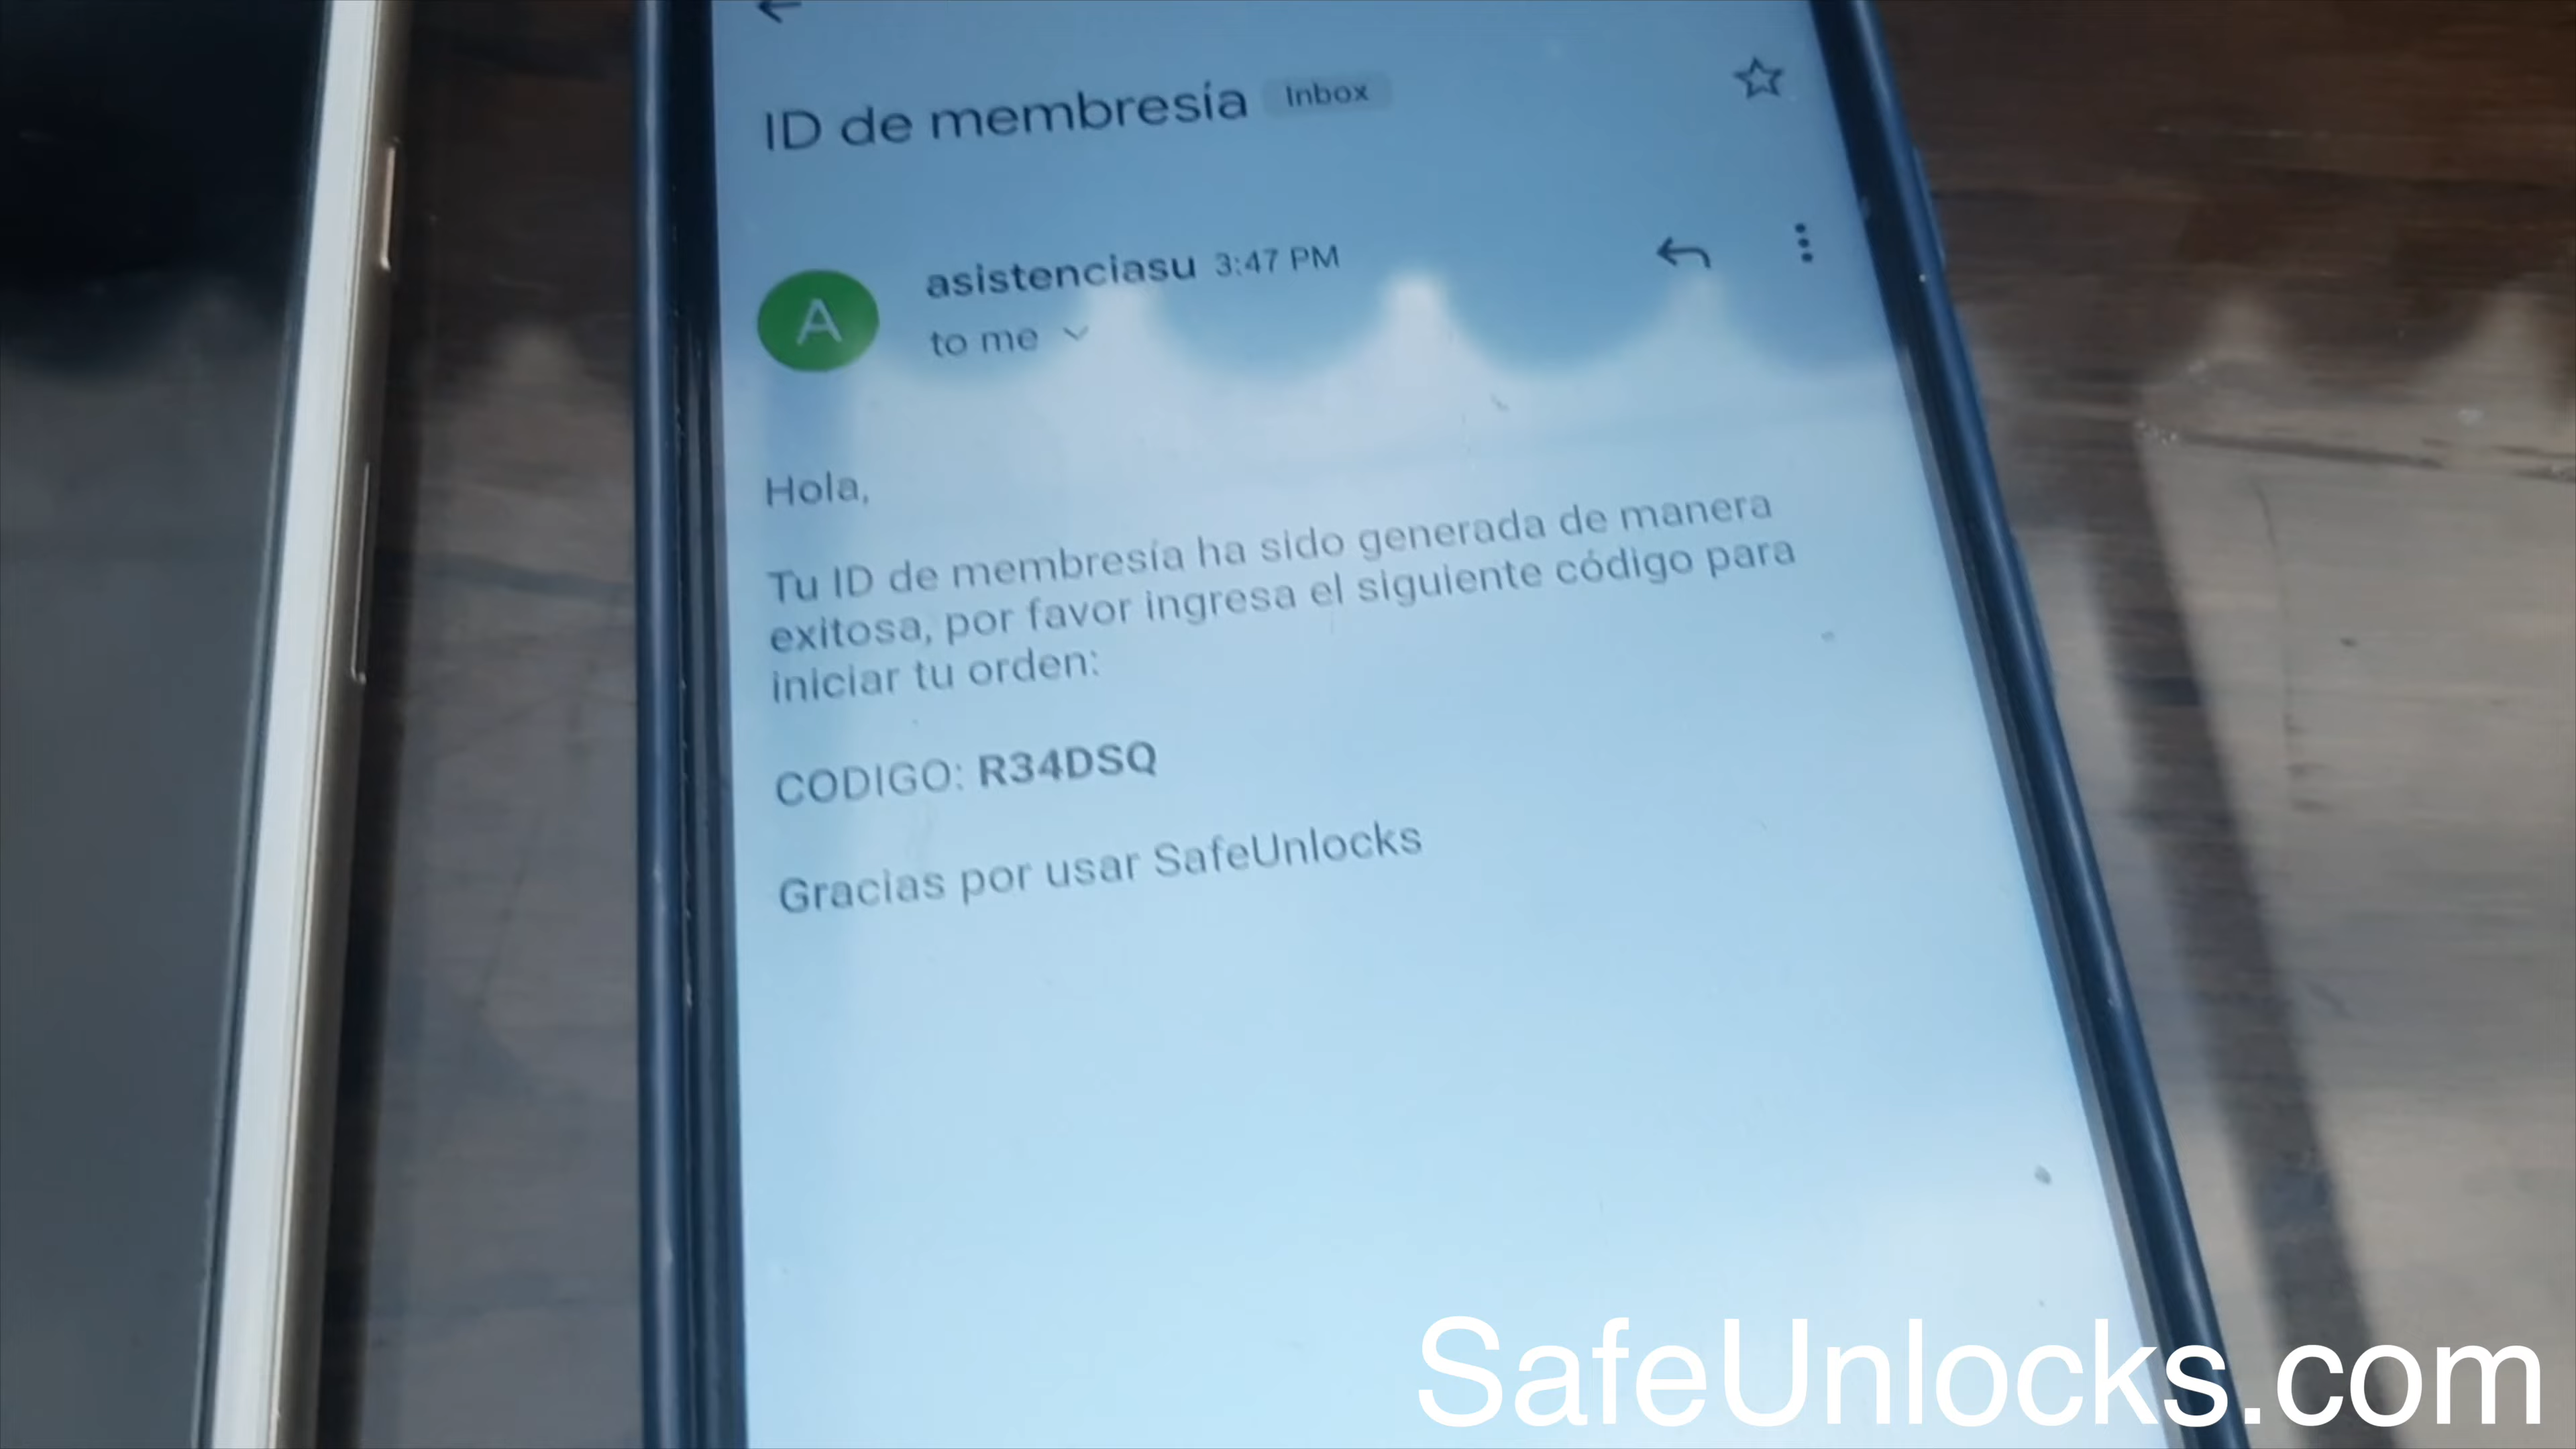 ID de membresía Inbox
A
asistenciasu 3:47 PM
to me
Hola,
Tu ID de membresía ha sido generada de manera
exitosa, por favor ingresa el siguiente código para
iniciar tu orden:
CODIGO: R34DSQ
Gracias por usar SafeUnlocks
SafeUnlocks.com